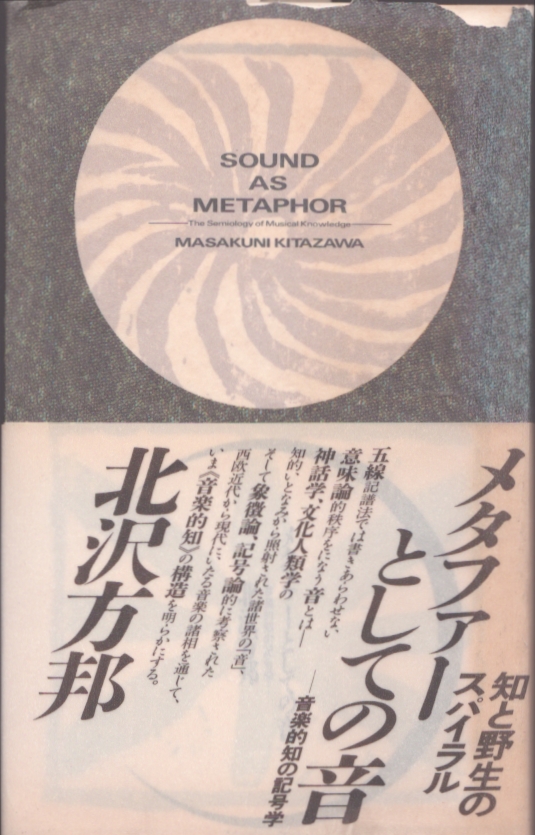 SOUND
AS
METAPHOR
The Semiology of Musical Knowledge
MASAKUNI KITAZAWA
知と野生の
スパイラル
メタファー
としての音
―音楽的知の記号学
五線記譜法では書きあらわせない
意味論的秩序をになう音とは―
神話学、文化人類学の
知的いとなみから照射された諸世界の「音」、
そして象徴論、記号論的に考察された
西欧近代から現代にいたる音楽の諸相を通じて、
いま《音楽的知》の構造を明らかにする。
北沢方邦